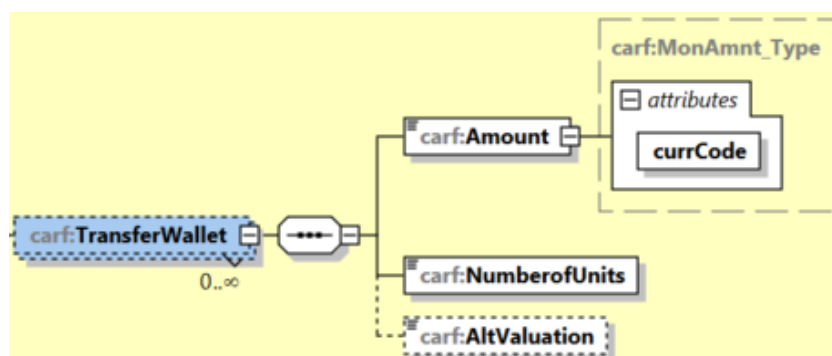 carf:MonAmnt_Type
attributes
carf:Amount
currCode
carf:TransferWallet
0..∞
carf:NumberofUnits
carf:AltValuation